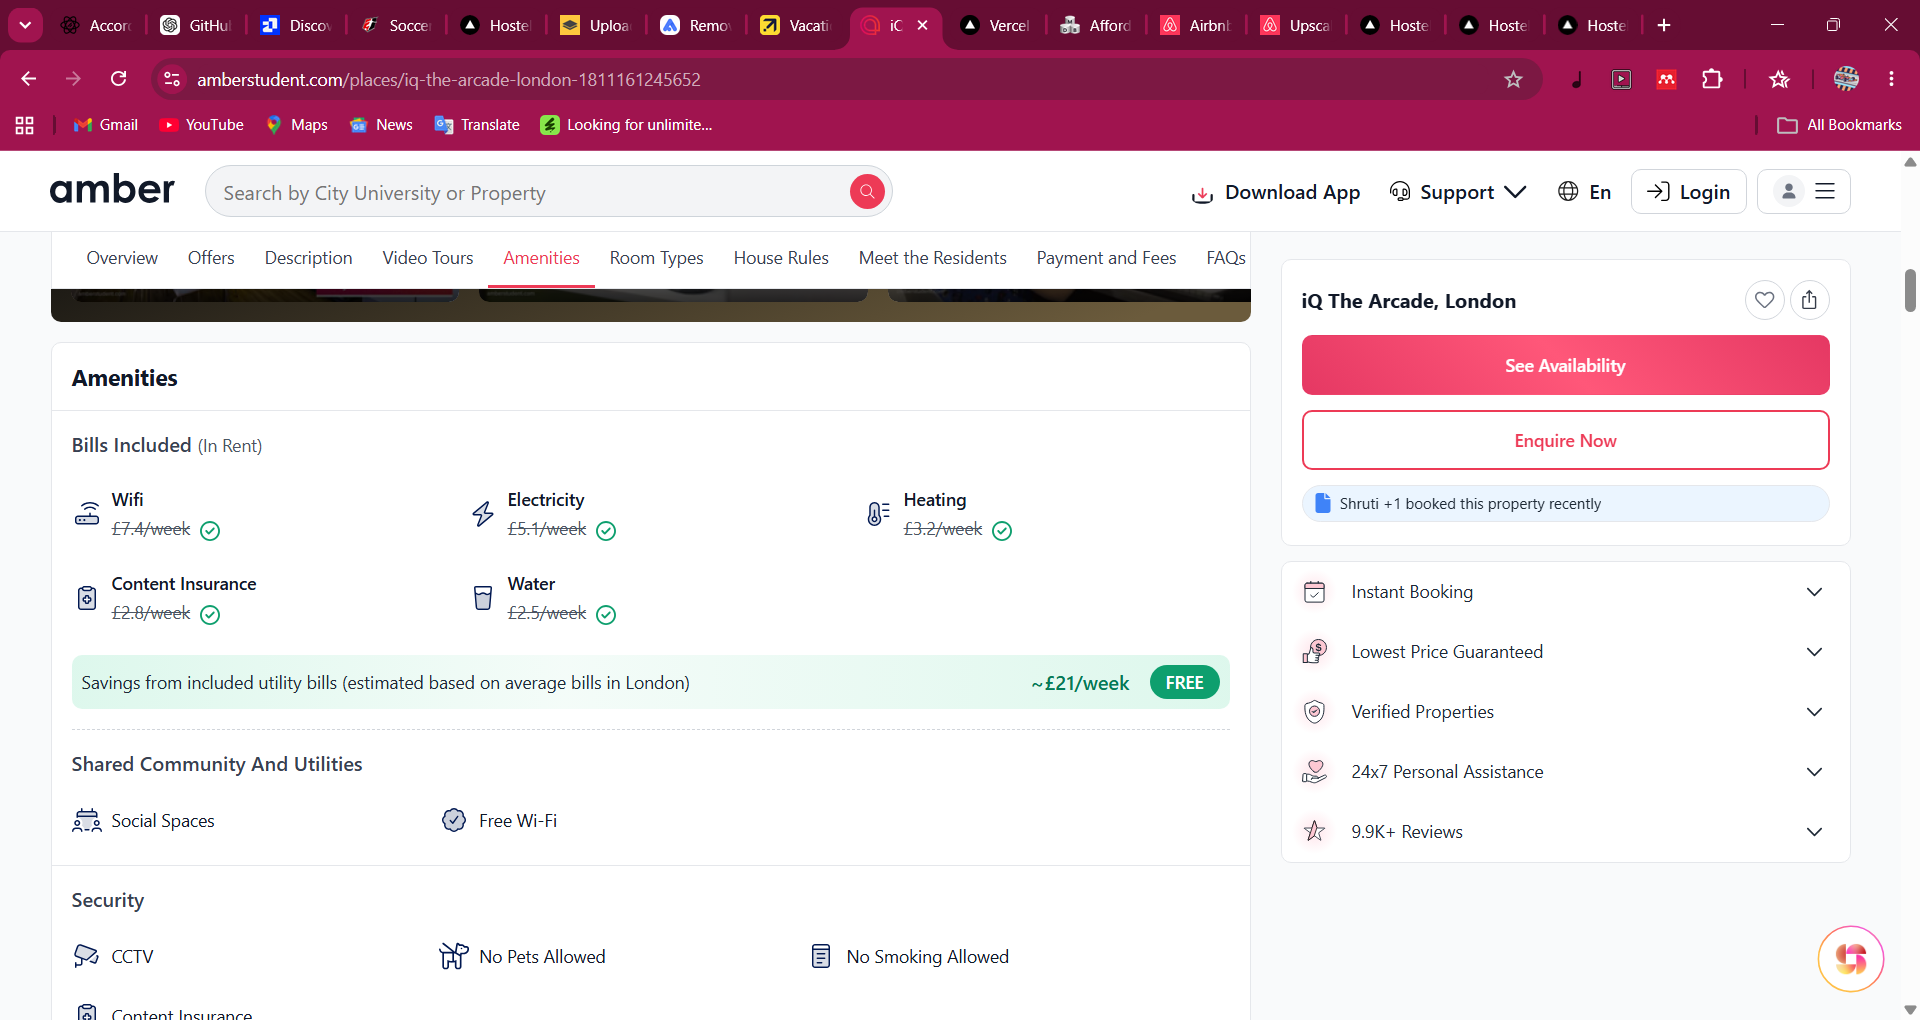 Accor
GitHu
Discov
Soccer
Hostel
Uploa
Remov
Vacati
iQ
Vercel
Afford
Airbnb
Upsca
Hoste
Hoste
Hoste
amberstudent.com/places/iq-the-arcade-london-1811161245652
Gmail
YouTube
Maps
News
Translate
Looking for unlimite...
All Bookmarks
amber
Search by City University or Property
Download App
Support
En
Login
Overview
Offers
Description
Video Tours
Amenities
Room Types
House Rules
Meet the Residents
Payment and Fees
FAQs
iQ The Arcade, London
See Availability
Enquire Now
Shruti +1 booked this property recently
Amenities
Bills Included (In Rent)
Wifi
£7.4/week
Electricity
£5.1/week
Heating
£3.2/week
Content Insurance
£2.8/week
Water
£2.5/week
Savings from included utility bills (estimated based on average bills in London)
~£21/week
FREE
Shared Community And Utilities
Social Spaces
Free Wi-Fi
Security
CCTV
No Pets Allowed
No Smoking Allowed
Content Insurance
Instant Booking
Lowest Price Guaranteed
Verified Properties
24x7 Personal Assistance
9.9K+ Reviews